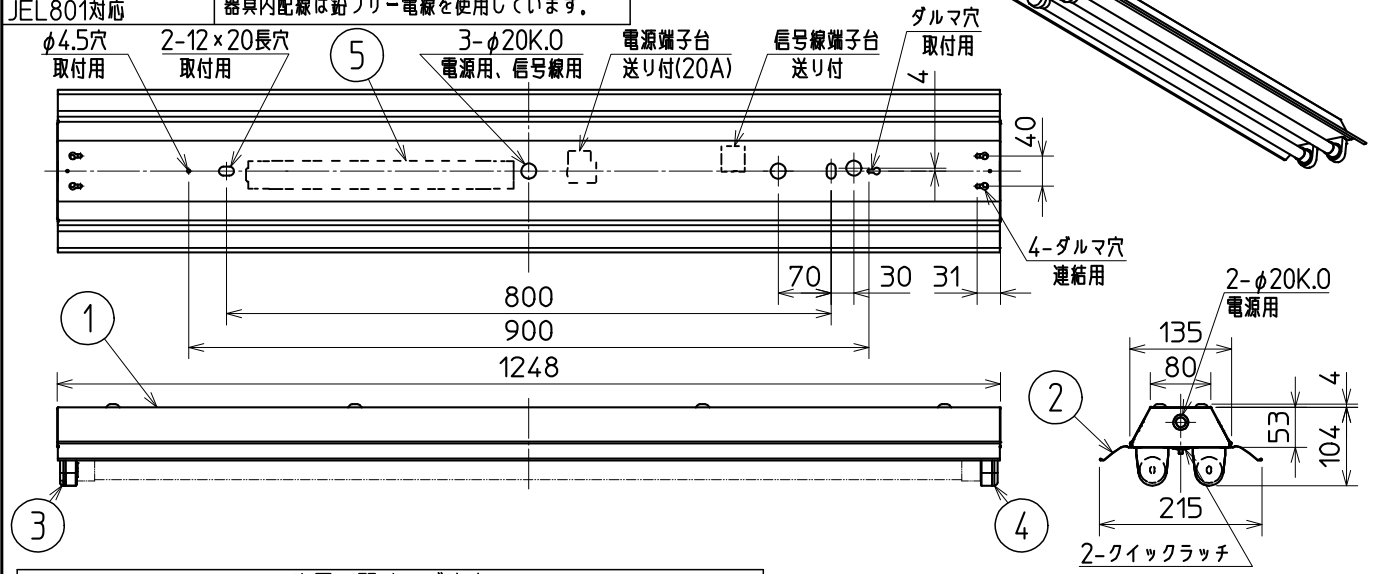 JEL801対応
器具内配線は鉛フリー電線を使用しています。
φ4.5穴
取付用
2-12×20長穴
取付用
5
3-φ20K.O
電源用、信号線用
電源端子台
送り付(20A)
信号線端子台
送り付
ダルマ穴
取付用
4
40
4-ダルマ穴
連結用
70
30
31
800
900
1248
1
2
3
4
2-φ20K.O
電源用
135
80
4
53
104
215
2-クイックラッチ